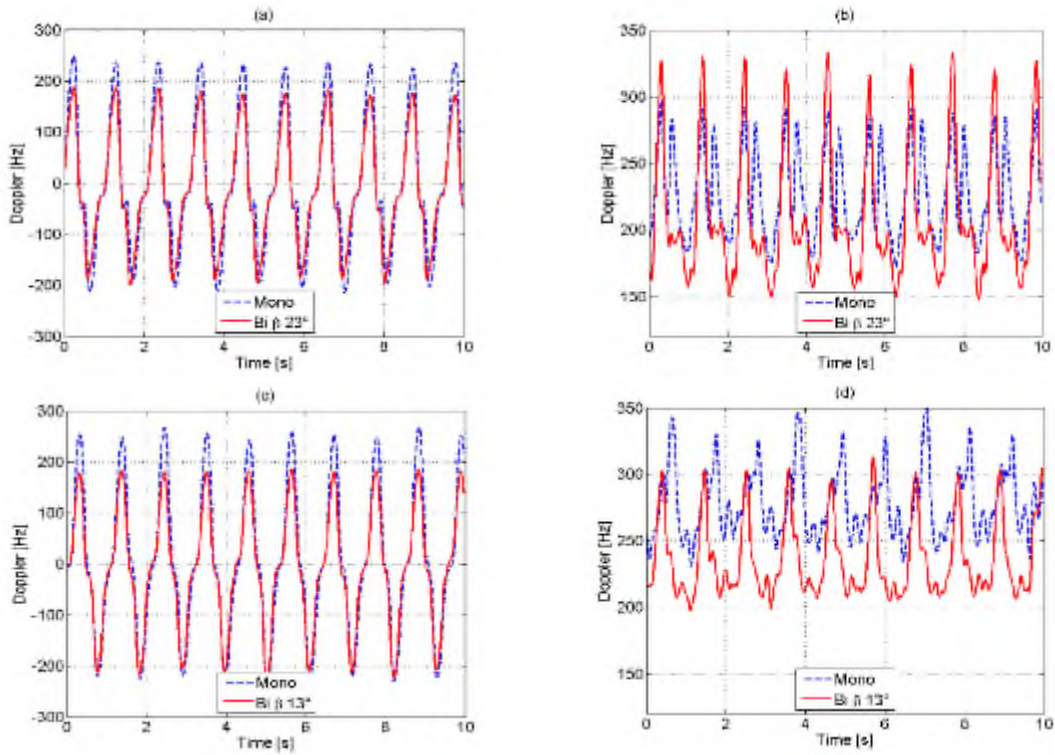 (a)
300
200
100
0
-100
-200
-300
Doppler [Hz]
0 2 4 6 8 10
Time [s]
Mono
Bi β 23°
(b)
350
300
250
200
150
Doppler [Hz]
0 2 4 6 8 10
Time [s]
Mono
Bi β 23°
(c)
300
200
100
0
-100
-200
-300
Doppler [Hz]
0 2 4 6 8 10
Time [s]
Mono
Bi β 13°
(d)
350
300
250
200
150
Doppler [Hz]
0 2 4 6 8 10
Time [s]
Mono
Bi β 13°